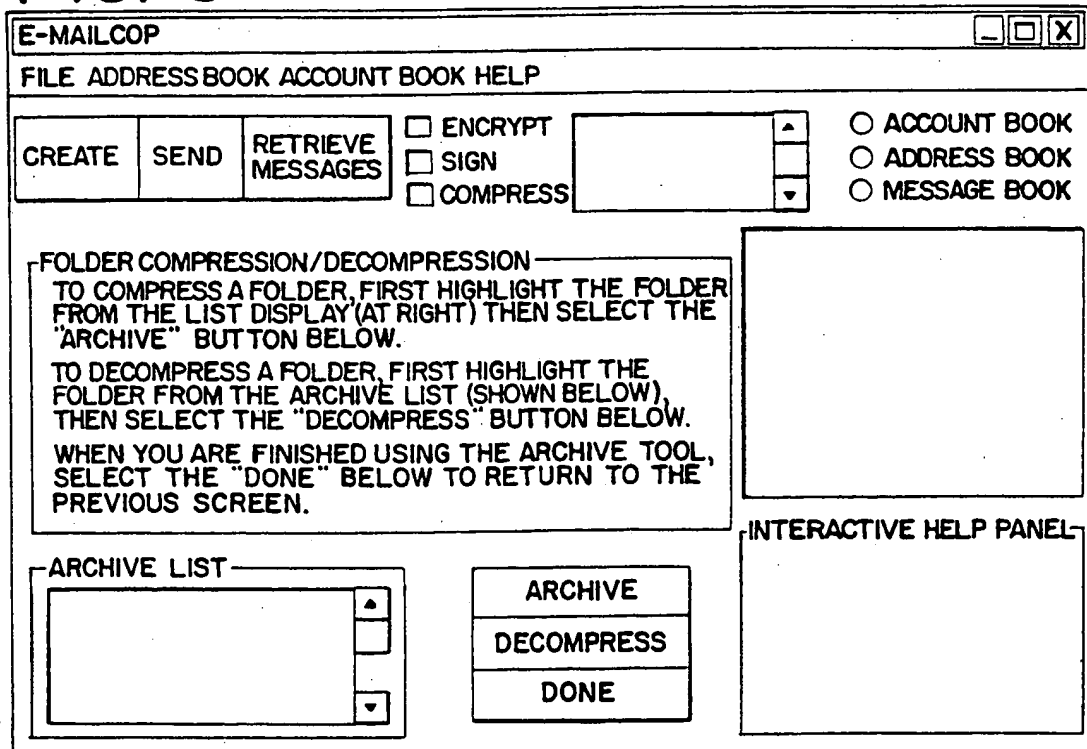 E-MAILCOP
FILE ADDRESS BOOK ACCOUNT BOOK HELP
CREATE
SEND
RETRIEVE
MESSAGES
ENCRYPT
SIGN
COMPRESS
ACCOUNT BOOK
ADDRESS BOOK
MESSAGE BOOK
FOLDER COMPRESSION/DECOMPRESSION
TO COMPRESS A FOLDER, FIRST HIGHLIGHT THE FOLDER
FROM THE LIST DISPLAY (AT RIGHT) THEN SELECT THE
"ARCHIVE" BUTTON BELOW.
TO DECOMPRESS A FOLDER, FIRST HIGHLIGHT THE
FOLDER FROM THE ARCHIVE LIST (SHOWN BELOW),
THEN SELECT THE "DECOMPRESS" BUTTON BELOW.
WHEN YOU ARE FINISHED USING THE ARCHIVE TOOL,
SELECT THE "DONE" BELOW TO RETURN TO THE
PREVIOUS SCREEN.
INTERACTIVE HELP PANEL
ARCHIVE LIST
ARCHIVE
DECOMPRESS
DONE